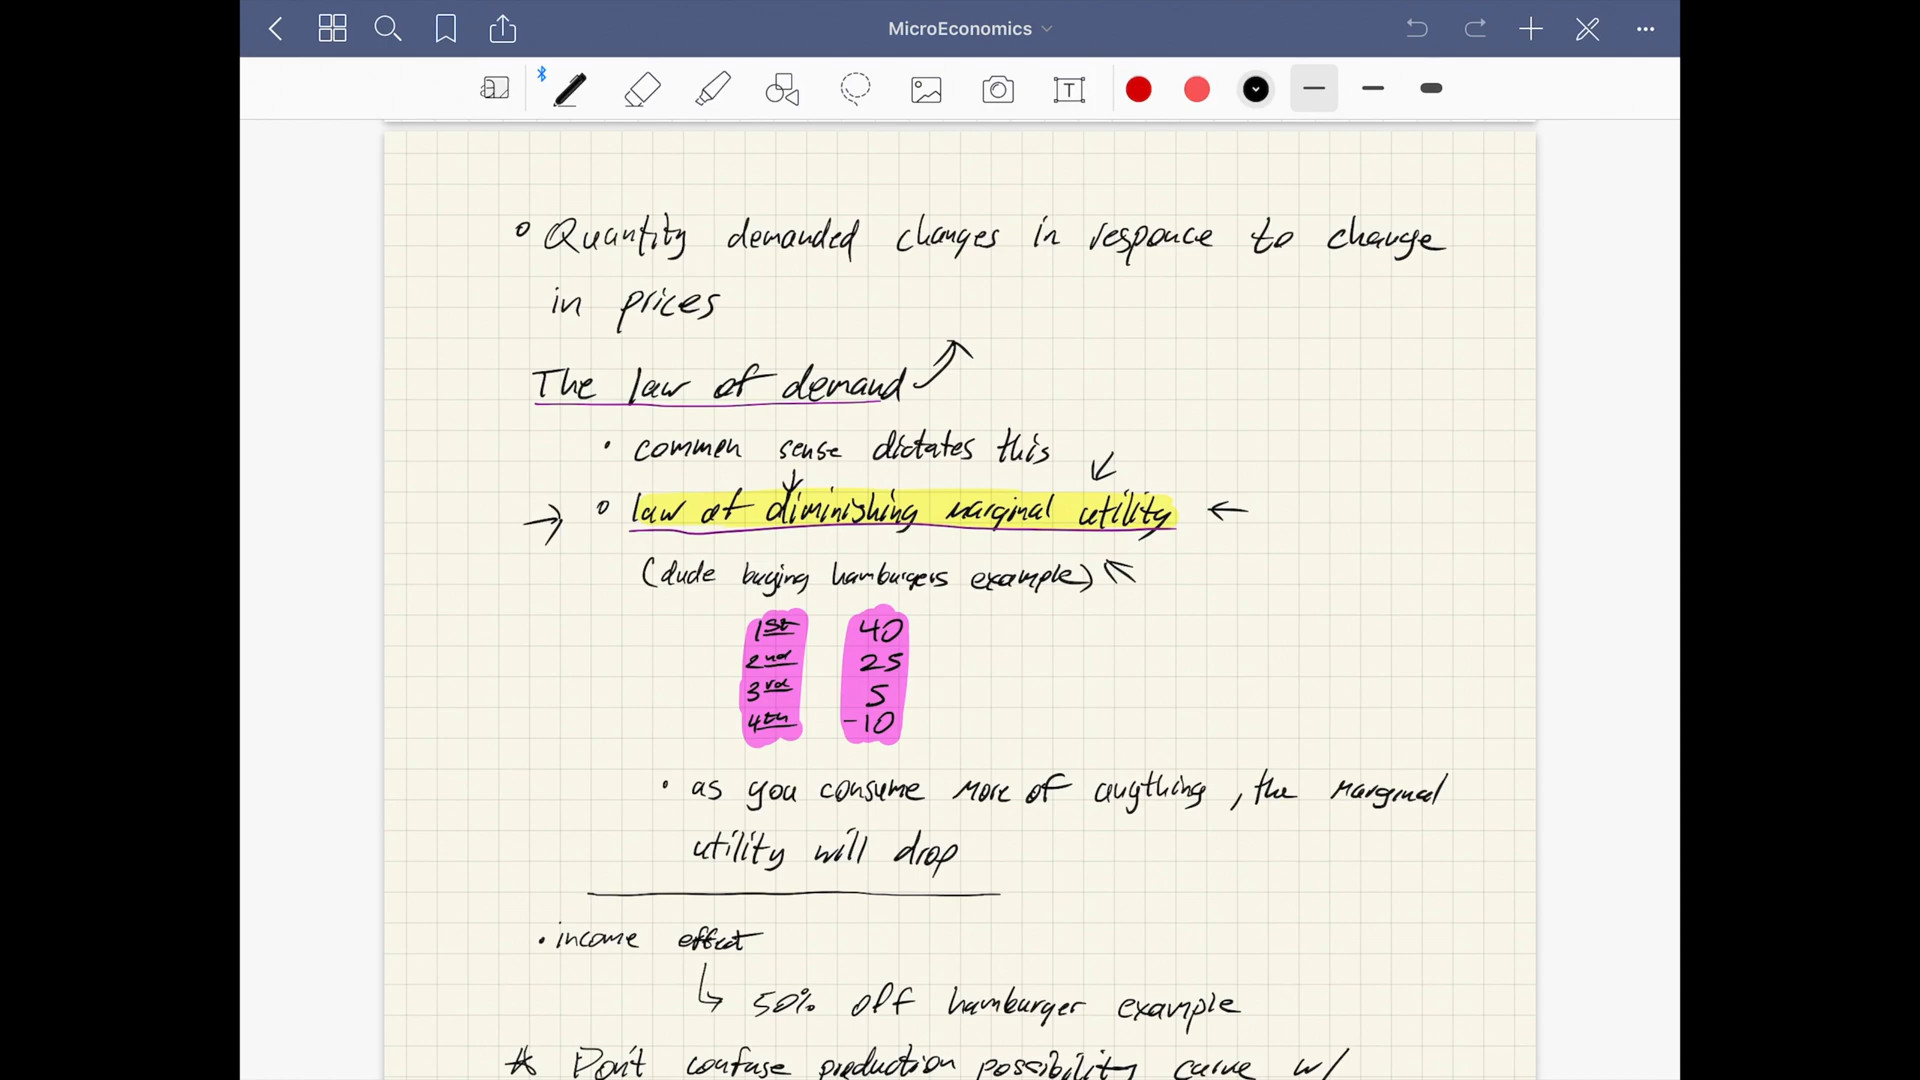 MicroEconomics
T
° Quantity demanded changes in responce to change
in prices
The law of demand
• common sense dictates this
° law of diminishing marginal utility
(dude buying hamburgers example)
1st 40
2nd 25
3rd 5
4th -10
• as you consume more of anything, the marginal
utility will drop
• income effect
50% off hamburger example
* Don't confuse production possibility curve w/